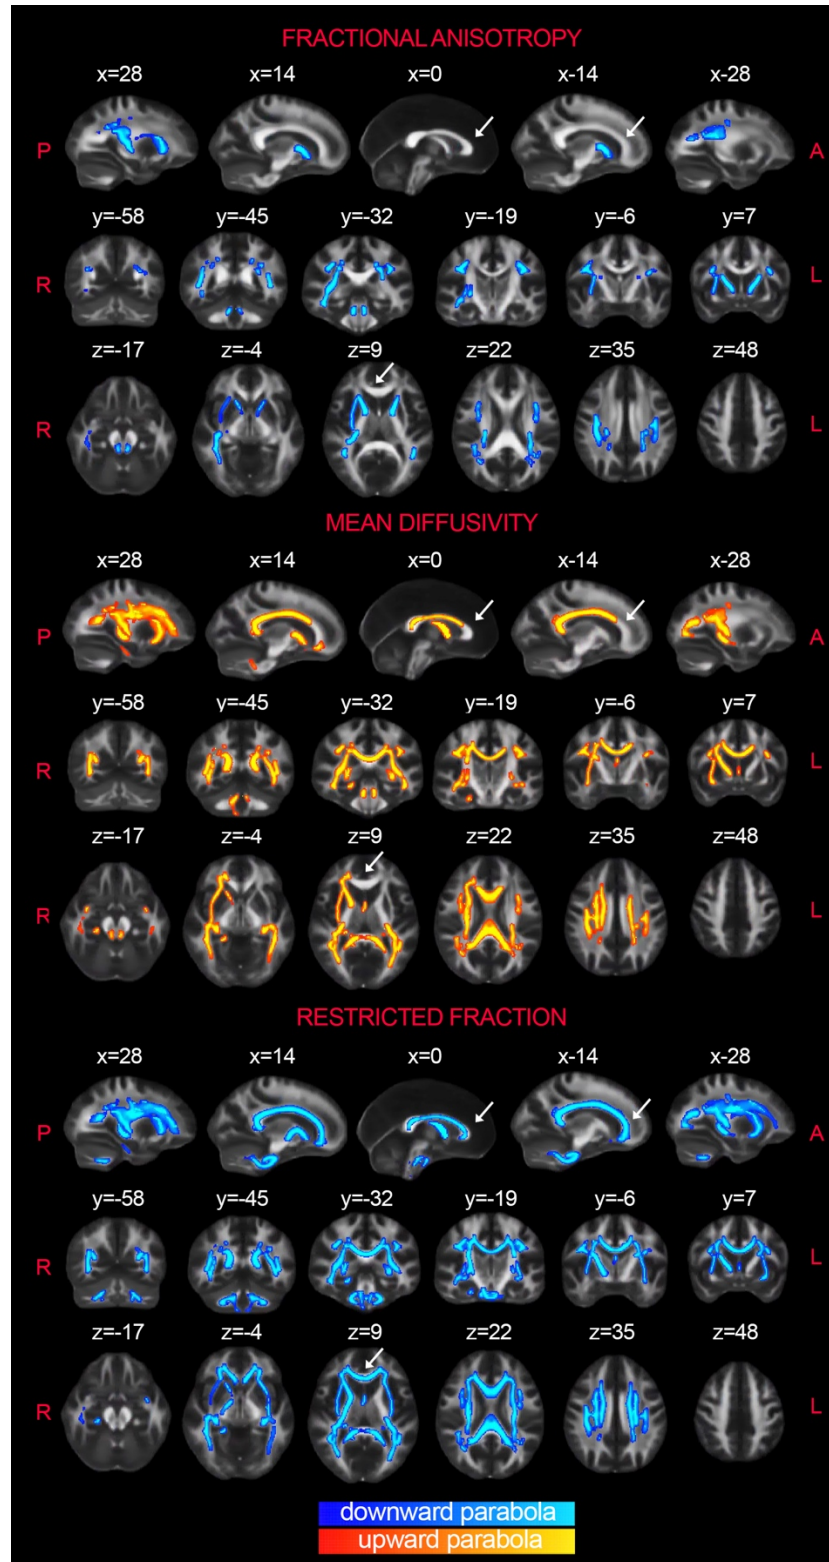 FRACTIONAL ANISOTROPY
x=28 x=14 x=0 x-14 x-28
P A
y=-58 y=-45 y=-32 y=-19 y=-6 y=7
R L
z=-17 z=-4 z=9 z=22 z=35 z=48
R L
MEAN DIFFUSIVITY
x=28 x=14 x=0 x-14 x-28
P A
y=-58 y=-45 y=-32 y=-19 y=-6 y=7
R L
z=-17 z=-4 z=9 z=22 z=35 z=48
R L
RESTRICTED FRACTION
x=28 x=14 x=0 x-14 x-28
P A
y=-58 y=-45 y=-32 y=-19 y=-6 y=7
R L
z=-17 z=-4 z=9 z=22 z=35 z=48
R L
downward parabola
upward parabola